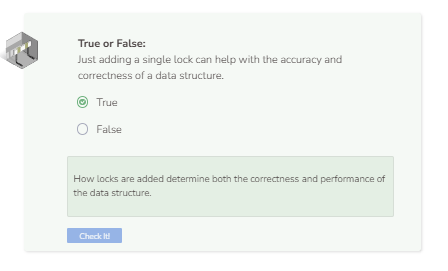 True or False:
Just adding a single lock can help with the accuracy and
correctness of a data structure.
True
False
How locks are added determine both the correctness and performance of
the data structure.
Check It!